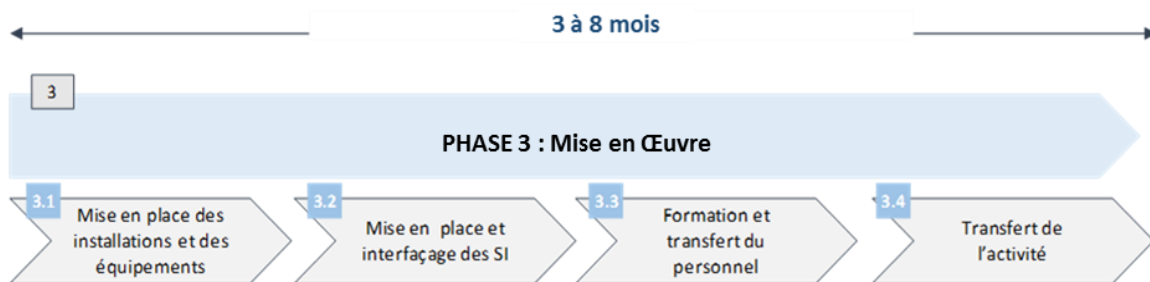 3 à 8 mois
3
PHASE 3 : Mise en Œuvre
3.1
Mise en place des
installations et des
équipements
3.2
Mise en place et
interfaçage des SI
3.3
Formation et
transfert du
personnel
3.4
Transfert de
l'activité